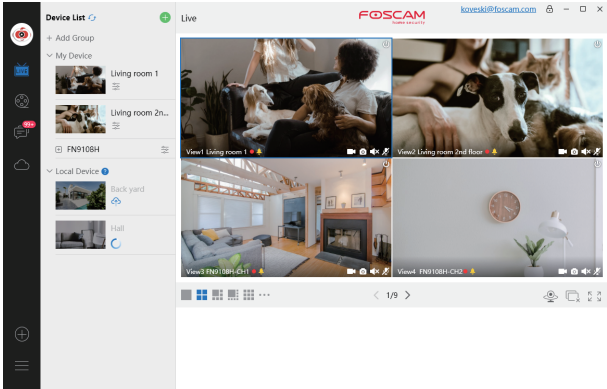 Device List
Live
FOSCAM
home security
koveski@foscam.com
+ Add Group
My Device
Living room 1
Living room 2n...
FN9108H
Local Device
Back yard
Hall
99+
View1 Living room 1
View2 Living room 2nd floor
View3 FN9108H-CH1
View4 FN9108H-CH2
1/9